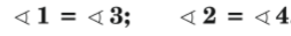 ∢ 1 = ∢ 3; ∢ 2 = ∢ 4